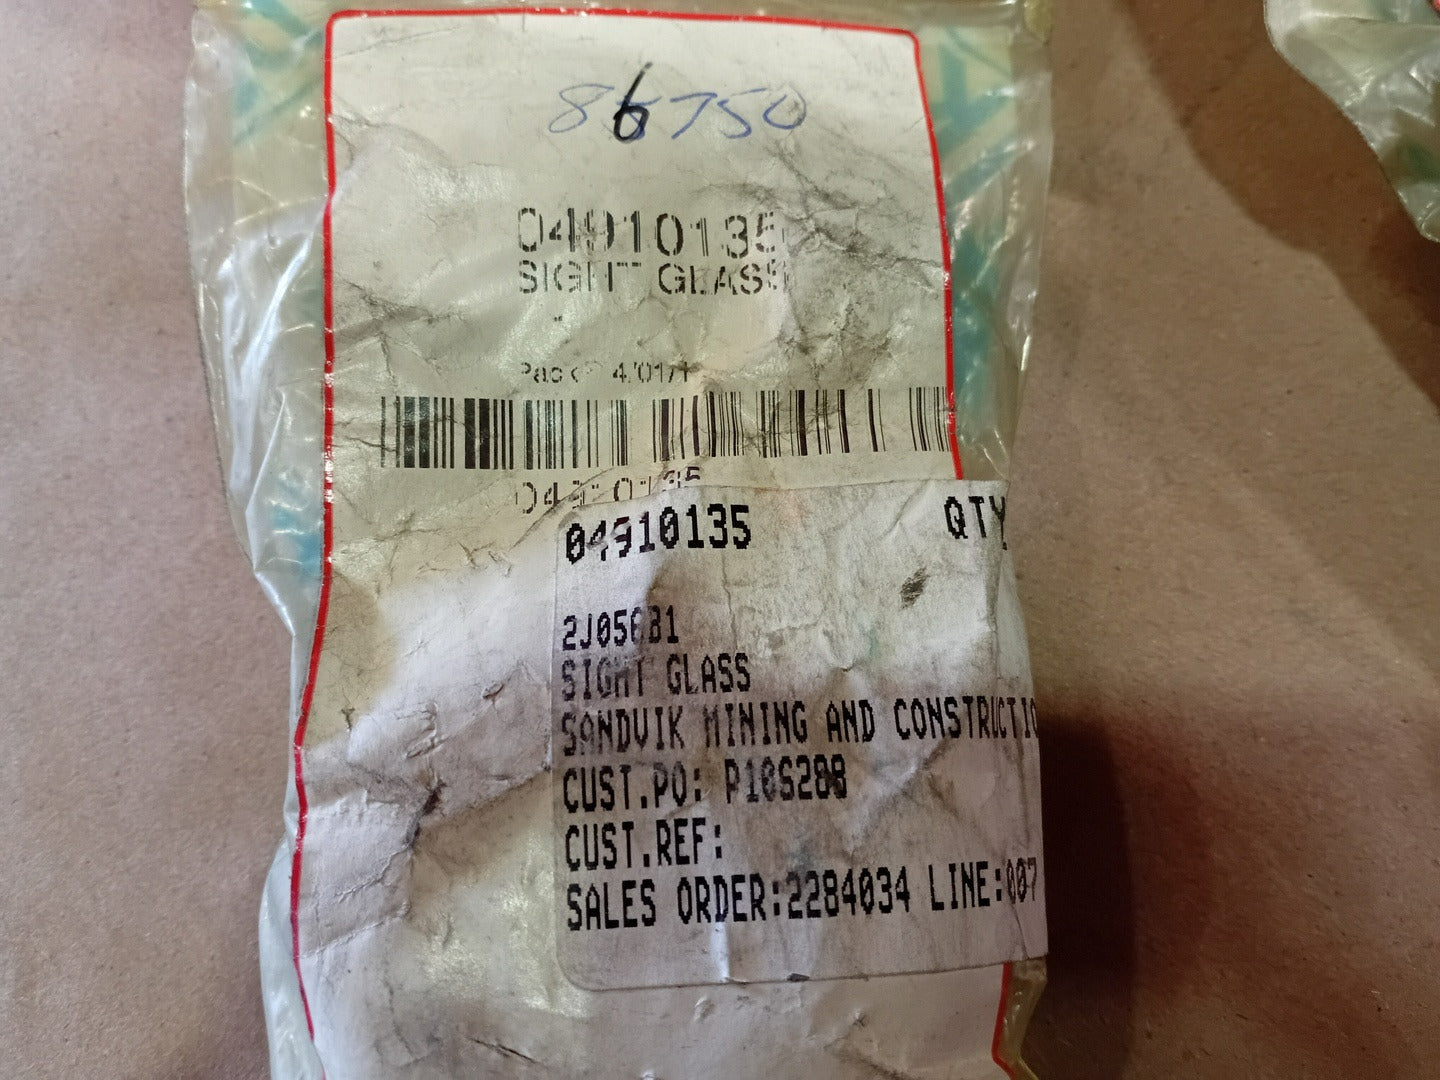 86750
04910135
SIGHT GLASS
04910135
04910135 QTY
SIGHT GLASS
SANDVIK MINING AND CONSTRUCTIO
CUST.PO: P10S288
CUST.REF:
SALES ORDER:2284034 LINE:007